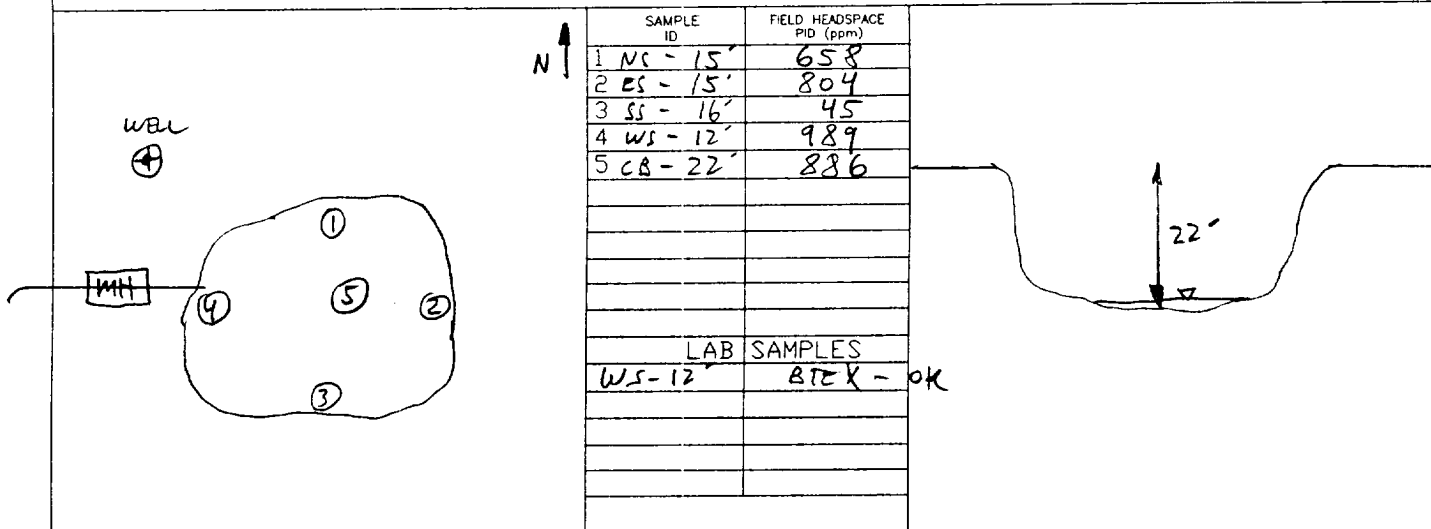 N
WELL
MH
1
4
5
2
3
SAMPLE ID
FIELD HEADSPACE PID (ppm)
1 NS - 15' 658
2 ES - 15' 804
3 SS - 16' 45
4 WS - 12' 989
5 CB - 22' 886
LAB SAMPLES
WS-12' BTEX - OK
22'